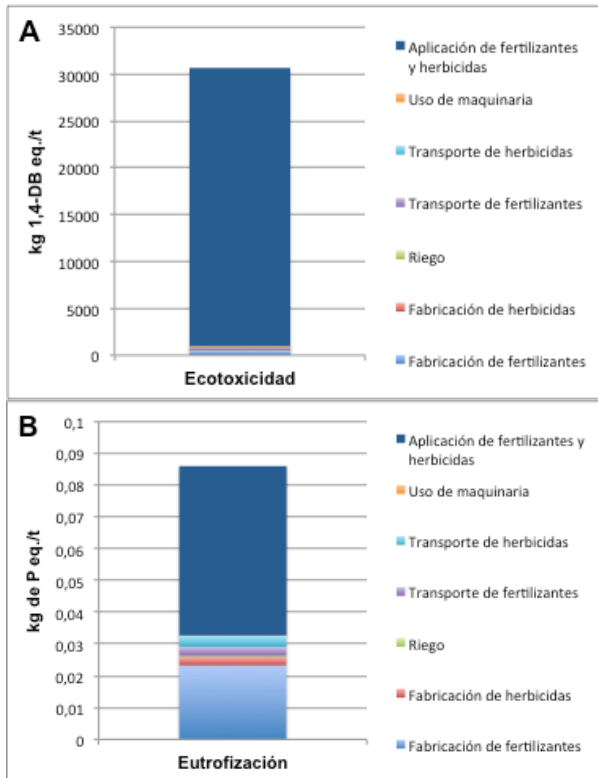 A
kg 1,4-DB eq./t
35000
30000
25000
20000
15000
10000
5000
0
Ecotoxicidad
Aplicación de fertilizantes
y herbicidas
Uso de maquinaria
Transporte de herbicidas
Transporte de fertilizantes
Riego
Fabricación de herbicidas
Fabricación de fertilizantes
B
kg de P eq./t
0,1
0,09
0,08
0,07
0,06
0,05
0,04
0,03
0,02
0,01
0
Eutrofización
Aplicación de fertilizantes y
herbicidas
Uso de maquinaria
Transporte de herbicidas
Transporte de fertilizantes
Riego
Fabricación de herbicidas
Fabricación de fertilizantes